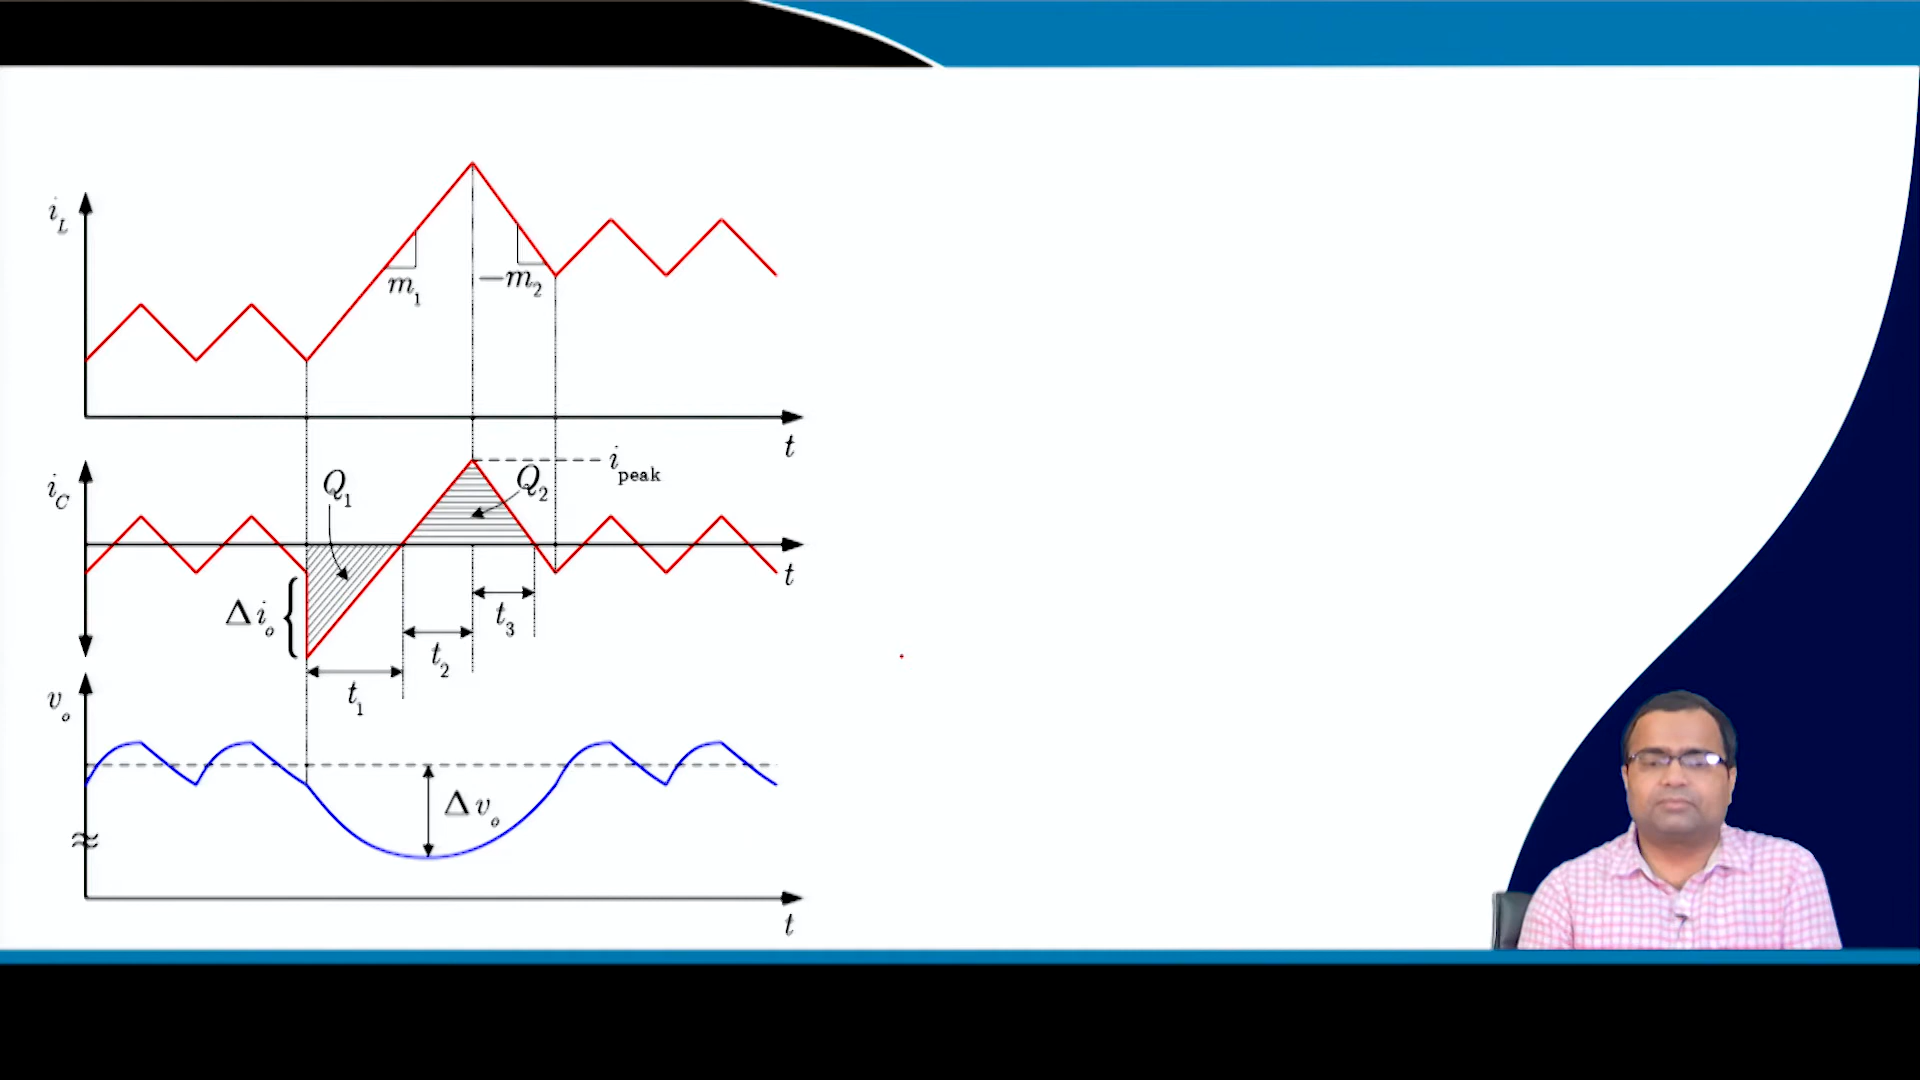 i_L
m_1
−m_2
t
i_C
Q_1
Q_2
i_peak
t
Δi_o
t_3
t_2
t_1
v_o
Δv_o
≈
t